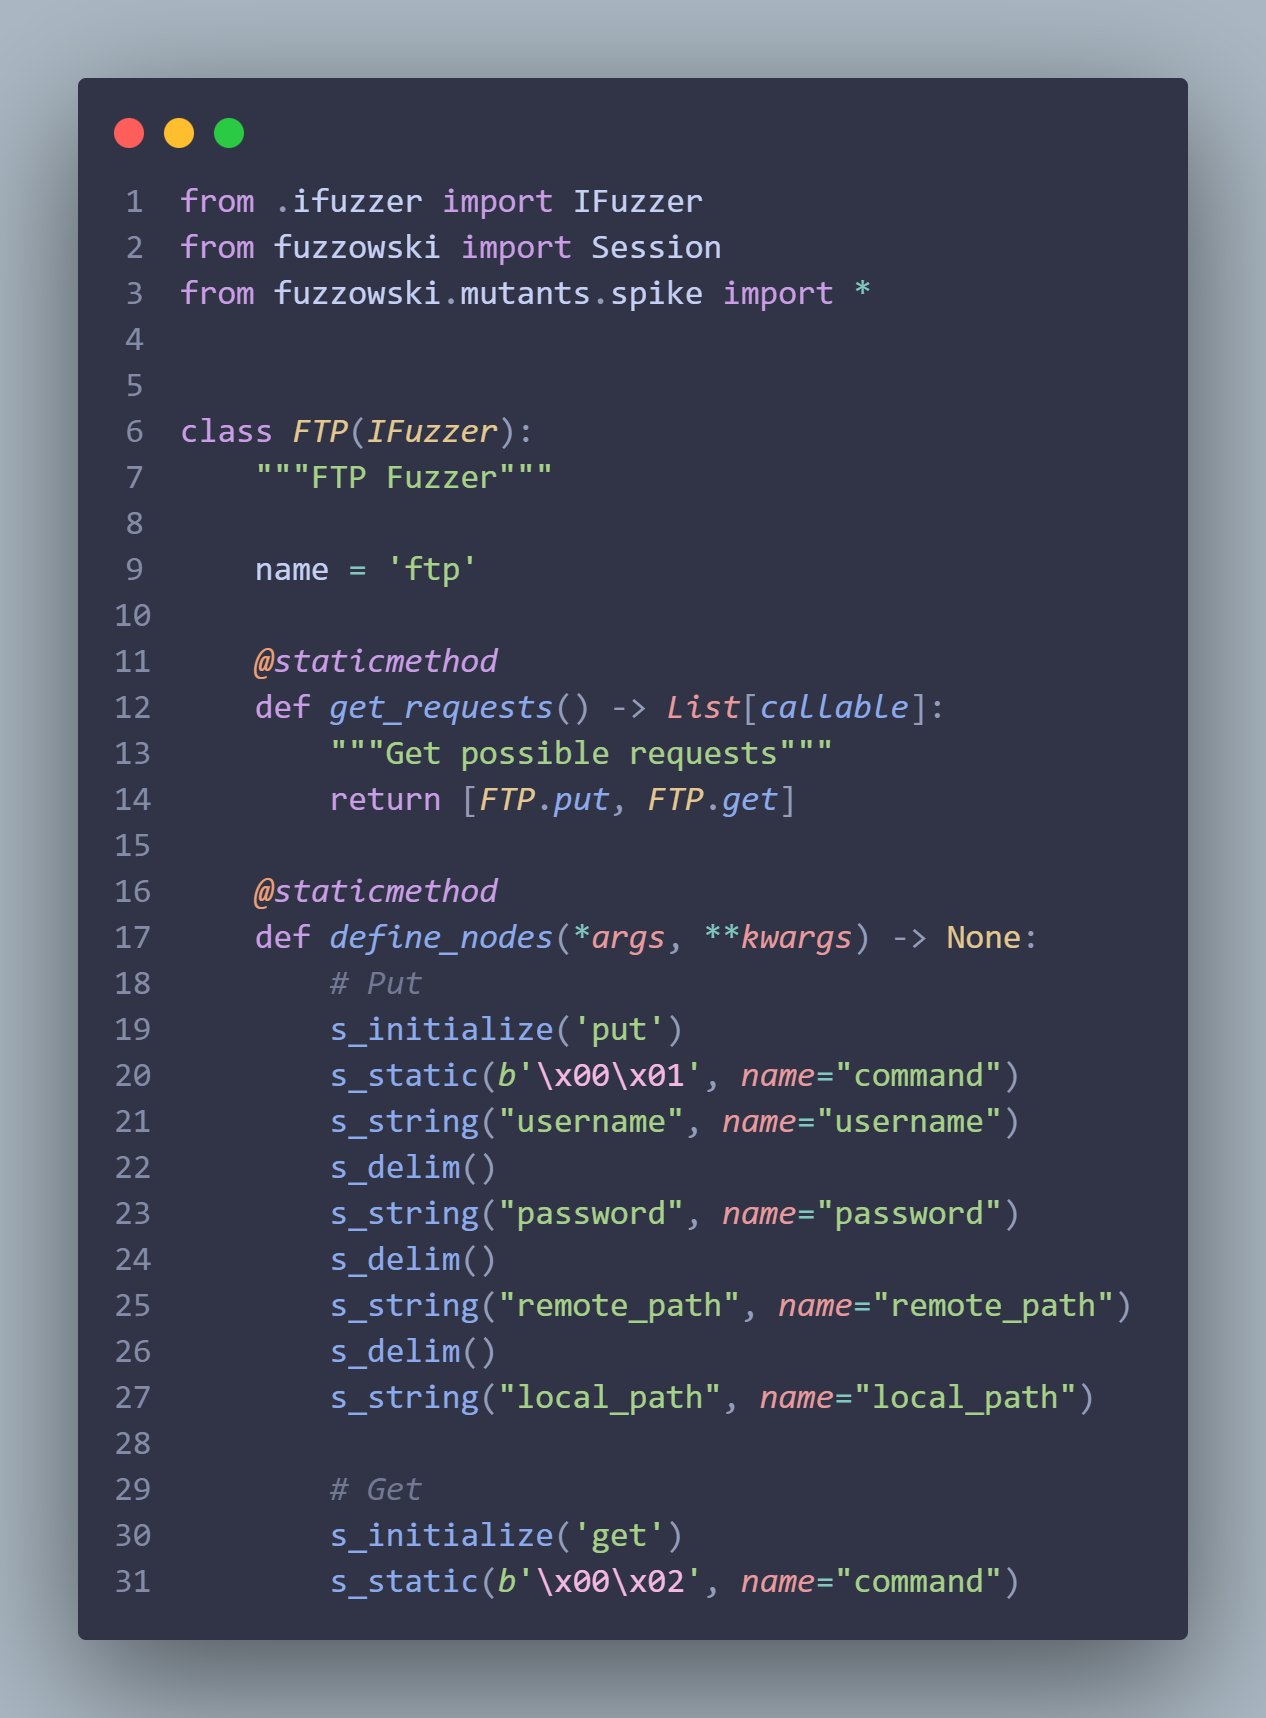 1 from .ifuzzer import IFuzzer
2 from fuzzowski import Session
3 from fuzzowski.mutants.spike import *
4
5
6 class FTP(IFuzzer):
7     """FTP Fuzzer"""
8
9     name = 'ftp'
10
11     @staticmethod
12     def get_requests() -> List[callable]:
13         """Get possible requests"""
14         return [FTP.put, FTP.get]
15
16     @staticmethod
17     def define_nodes(*args, **kwargs) -> None:
18         # Put
19         s_initialize('put')
20         s_static(b'\x00\x01', name="command")
21         s_string("username", name="username")
22         s_delim()
23         s_string("password", name="password")
24         s_delim()
25         s_string("remote_path", name="remote_path")
26         s_delim()
27         s_string("local_path", name="local_path")
28
29         # Get
30         s_initialize('get')
31         s_static(b'\x00\x02', name="command")